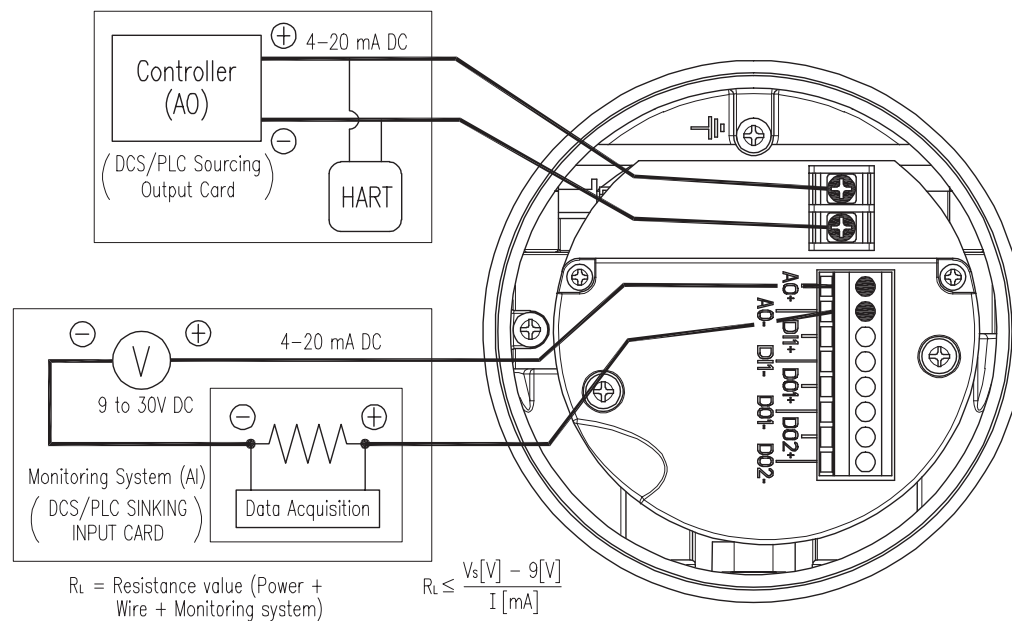 ⊕ 4-20 mA DC
Controller
(AO)
⊖
( DCS/PLC Sourcing
Output Card )
HART
AO+
AO-
DI1+
DI1-
DO1+
DO1-
DO2+
DO2-
⊖ ⊕
4-20 mA DC
V
9 to 30V DC
⊖ ⊕
Monitoring System (AI)
( DCS/PLC SINKING
INPUT CARD )
Data Acquisition
RL = Resistance value (Power +
Wire + Monitoring system)
RL ≤ Vs[V] - 9[V]
I [mA]